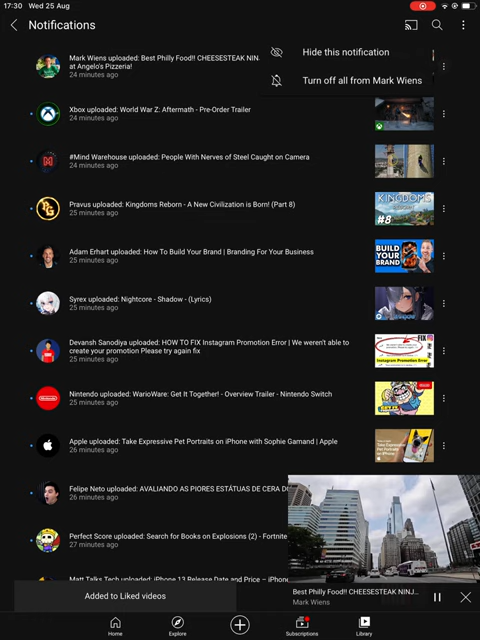 17:30 Wed 25 Aug
Notifications
Hide this notification
Turn off all from Mark Wiens
Mark Wiens uploaded: Best Philly Food!! CHEESESTEAK NINJ
at Angelo's Pizzeria!
24 minutes ago
Xbox uploaded: World War Z: Aftermath - Pre-Order Trailer
24 minutes ago
#Mind Warehouse uploaded: People With Nerves of Steel Caught on Camera
24 minutes ago
Pravus uploaded: Kingdoms Reborn - A New Civilization is Born! (Part 8)
25 minutes ago
KINGDOMS
#8
Adam Erhart uploaded: How To Build Your Brand | Branding For Your Business
25 minutes ago
BUILD
YOUR
BRAND
Syrex uploaded: Nightcore - Shadow - (Lyrics)
25 minutes ago
Devansh Sanodiya uploaded: HOW TO FIX Instagram Promotion Error | We weren't able to
create your promotion Please try again fix
25 minutes ago
FIX
Instagram Promotion Error
Nintendo uploaded: WarioWare: Get It Together! - Overview Trailer - Nintendo Switch
25 minutes ago
Apple uploaded: Take Expressive Pet Portraits on iPhone with Sophie Gamand | Apple
26 minutes ago
Felipe Neto uploaded: AVALIANDO AS PIORES ESTÁTUAS DE CERA DO
26 minutes ago
Perfect Score uploaded: Search for Books on Explosions (2) - Fortnite
27 minutes ago
Matt Talks Tech uploaded: iPhone 13 Release Date and Price – iPhone
Added to Liked videos
Best Philly Food!! CHEESESTEAK NINJ...
Mark Wiens
Home
Explore
Subscriptions
Library